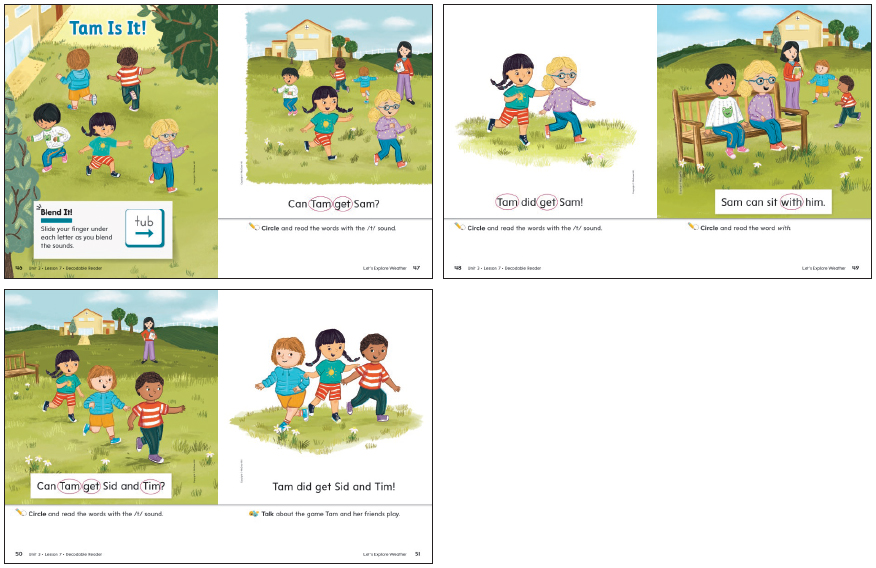 Tam Is It!
Blend It!
Slide your finger under
each letter as you blend
the sounds.
tub
46 Unit 2 • Lesson 7 • Decodable Reader
Can Tam get Sam?
Circle and read the words with the /t/ sound.
Let's Explore Weather 47
Tam did get Sam!
Circle and read the words with the /t/ sound.
48 Unit 2 • Lesson 7 • Decodable Reader
Sam can sit with him.
Circle and read the word with.
Let's Explore Weather 49
Can Tam get Sid and Tim?
Circle and read the words with the /t/ sound.
50 Unit 2 • Lesson 7 • Decodable Reader
Tam did get Sid and Tim!
Talk about the game Tam and her friends play.
Let's Explore Weather 51